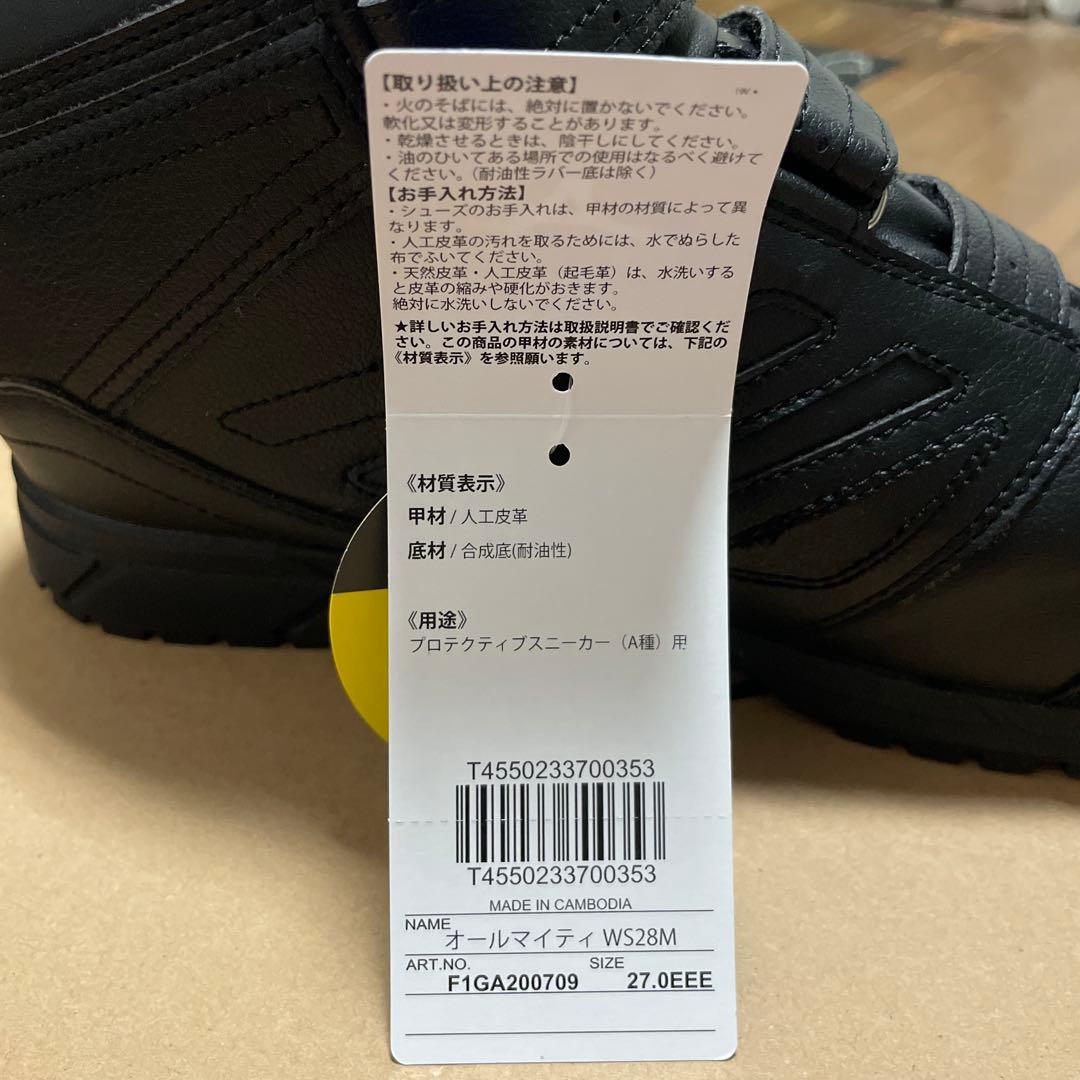 【取り扱い上の注意】
・火のそばには、絶対に置かないでください。
軟化又は変形することがあります。
・乾燥させるときは、陰干しにしてください。
・油のひいてある場所での使用はなるべく避けて
ください。（耐油性ラバー底は除く）
【お手入れ方法】
・シューズのお手入れは、甲材の材質によって異
なります。
・人工皮革の汚れを取るためには、水でぬらした
布でふいてください。
・天然皮革・人工皮革（起毛革）は、水洗いする
と皮革の縮みや硬化がおきます。
絶対に水洗いしないでください。
★詳しいお手入れ方法は取扱説明書でご確認くだ
さい。この商品の甲材の素材については、下記の
《材質表示》を参照願います。
《材質表示》
甲材 / 人工皮革
底材 / 合成底(耐油性)
《用途》
プロテクティブスニーカー（A種）用
T4550233700353
T4550233700353
MADE IN CAMBODIA
NAME オールマイティ WS28M
ART.NO. SIZE
F1GA200709 27.0EEE